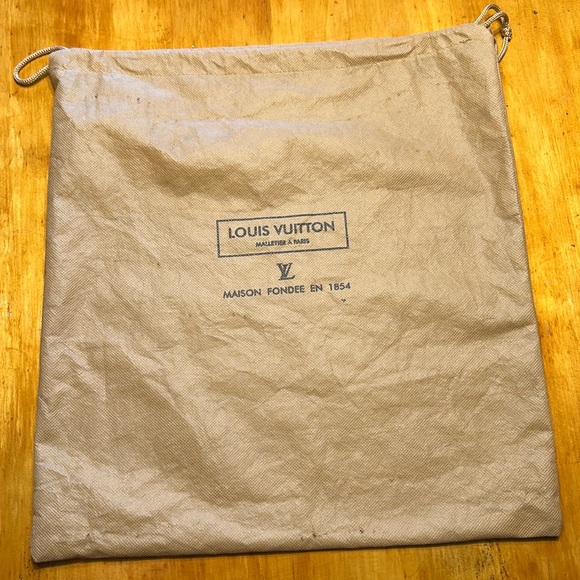 LOUIS VUITTON
MALLETIER À PARIS
LV
MAISON FONDEE EN 1854